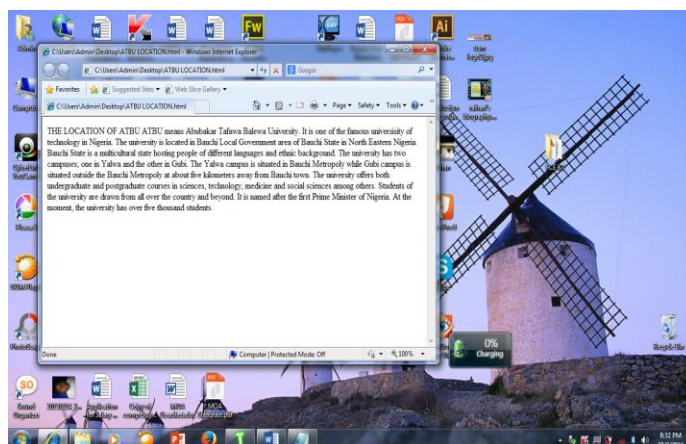 C:\Users\Admin\Desktop\ATBU LOCATION.html - Windows Internet Explorer
C:\Users\Admin\Desktop\ATBU LOCATION.html
Google
Favorites
Suggested Sites
Web Slice Gallery
C:\Users\Admin\Desktop\ATBU LOCATION.html
Page
Safety
Tools
THE LOCATION OF ATBU ATBU means Abubakar Tafawa Balewa University. It is one of the famous univerisity of
technology in Nigeria. The university is located in Bauchi Local Government area of Bauchi State in North Eastern Nigeria.
Bauchi State is a multicultural state hosting people of different languages and ethnic background. The university has two
campuses; one in Yalwa and the other in Gubi. The Yalwa campus is situated in Bauchi Metropoly while Gubi campus is
situated outside the Bauchi Metropoly at about five kilometers away from Bauchi town. The university offers both
undergraduate and postgraduate courses in sciences, technology, medicine and social sciences among others. Students of
the university are drawn from all over the country and beyond. It is named after the first Prime Minister of Nigeria. At the
moment, the university has over five thousand students.
Done
Computer | Protected Mode: Off
100%
0%
Charging
Recycle Bin
Sound
Organizer
8:32 PM